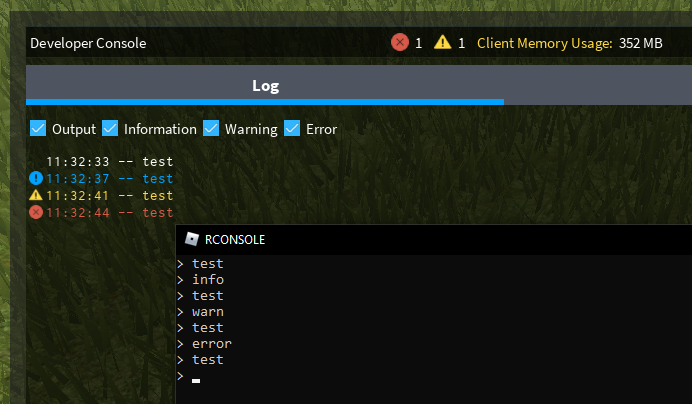 Developer Console 1 1 Client Memory Usage: 352 MB
Log
Output Information Warning Error
11:32:33 -- test
11:32:37 -- test
11:32:41 -- test
11:32:44 -- test
RCONSOLE
> test
> info
> test
> warn
> test
> error
> test
>